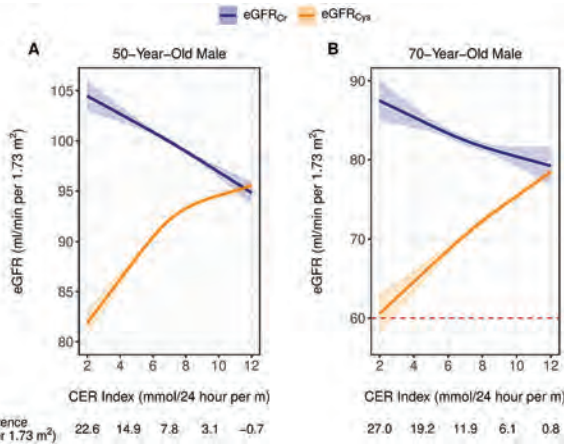 eGFRCr eGFRCys
A 50-Year-Old Male
B 70-Year-Old Male
eGFR (ml/min per 1.73 m²)
105
100
95
90
85
80
2 4 6 8 10 12
CER Index (mmol/24 hour per m)
eGFR (ml/min per 1.73 m²)
90
80
70
60
2 4 6 8 10 12
CER Index (mmol/24 hour per m)
ence
r 1.73 m²)
22.6 14.9 7.8 3.1 -0.7
27.0 19.2 11.9 6.1 0.8